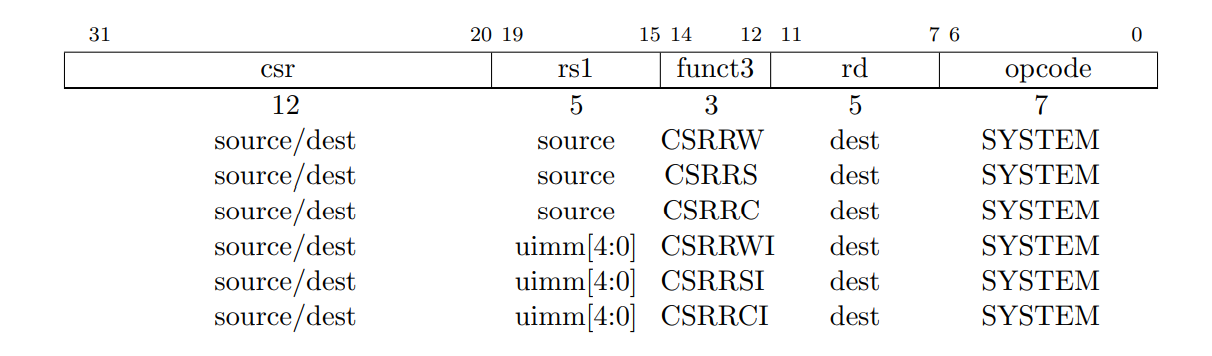 31 20 19 15 14 12 11 7 6 0
csr rs1 funct3 rd opcode
12 5 3 5 7
source/dest source CSRRW dest SYSTEM
source/dest source CSRRS dest SYSTEM
source/dest source CSRRC dest SYSTEM
source/dest uimm[4:0] CSRRWI dest SYSTEM
source/dest uimm[4:0] CSRRSI dest SYSTEM
source/dest uimm[4:0] CSRRCI dest SYSTEM